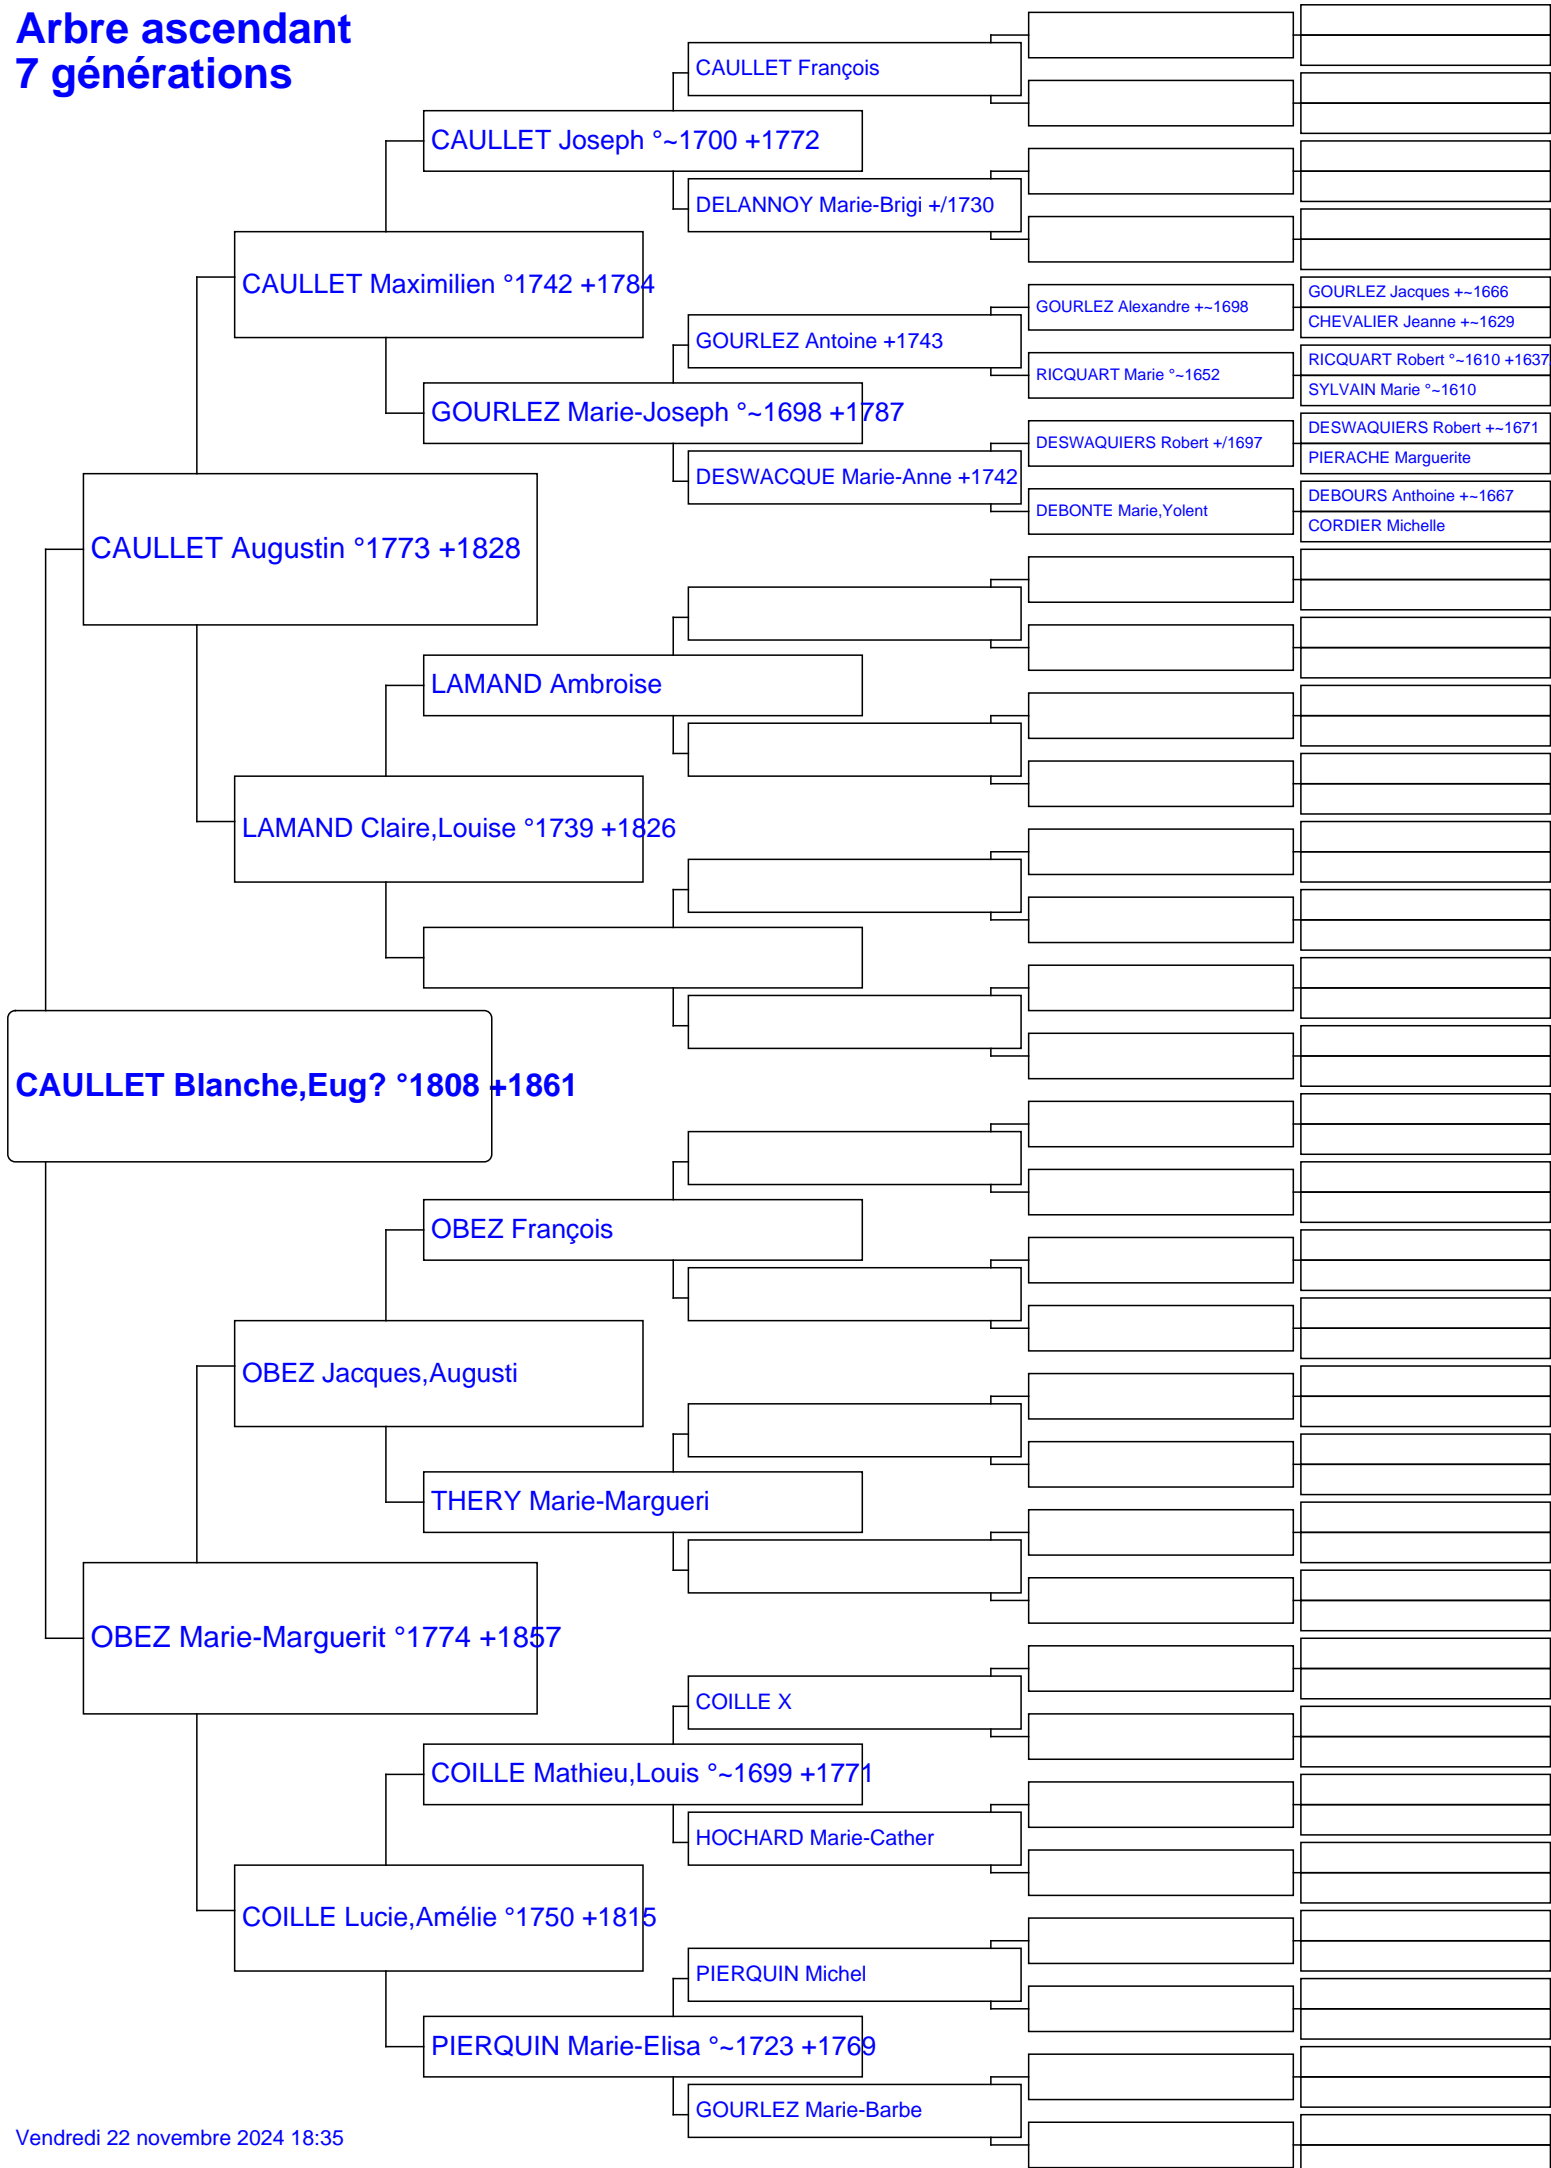 Arbre ascendant
7 générations
CAULLET François
CAULLET Joseph °~1700 +1772
DELANNOY Marie-Brigi +/1730
CAULLET Maximilien °1742 +1784
GOURLEZ Jacques +~1666
GOURLEZ Alexandre +~1698
CHEVALIER Jeanne +~1629
GOURLEZ Antoine +1743
RICQUART Robert °~1610 +1637
RICQUART Marie °~1652
SYLVAIN Marie °~1610
GOURLEZ Marie-Joseph °~1698 +1787
DESWAQUIERS Robert +~1671
DESWAQUIERS Robert +/1697
PIERACHE Marguerite
DESWACQUE Marie-Anne +1742
DEBOURS Anthoine +~1667
DEBONTE Marie,Yolent
CORDIER Michelle
CAULLET Augustin °1773 +1828
LAMAND Ambroise
LAMAND Claire,Louise °1739 +1826
CAULLET Blanche,Eug? °1808 +1861
OBEZ François
OBEZ Jacques,Augusti
THERY Marie-Margueri
OBEZ Marie-Marguerit °1774 +1857
COILLE X
COILLE Mathieu,Louis °~1699 +1771
HOCHARD Marie-Cather
COILLE Lucie,Amélie °1750 +1815
PIERQUIN Michel
PIERQUIN Marie-Elisa °~1723 +1769
GOURLEZ Marie-Barbe
Vendredi 22 novembre 2024 18:35